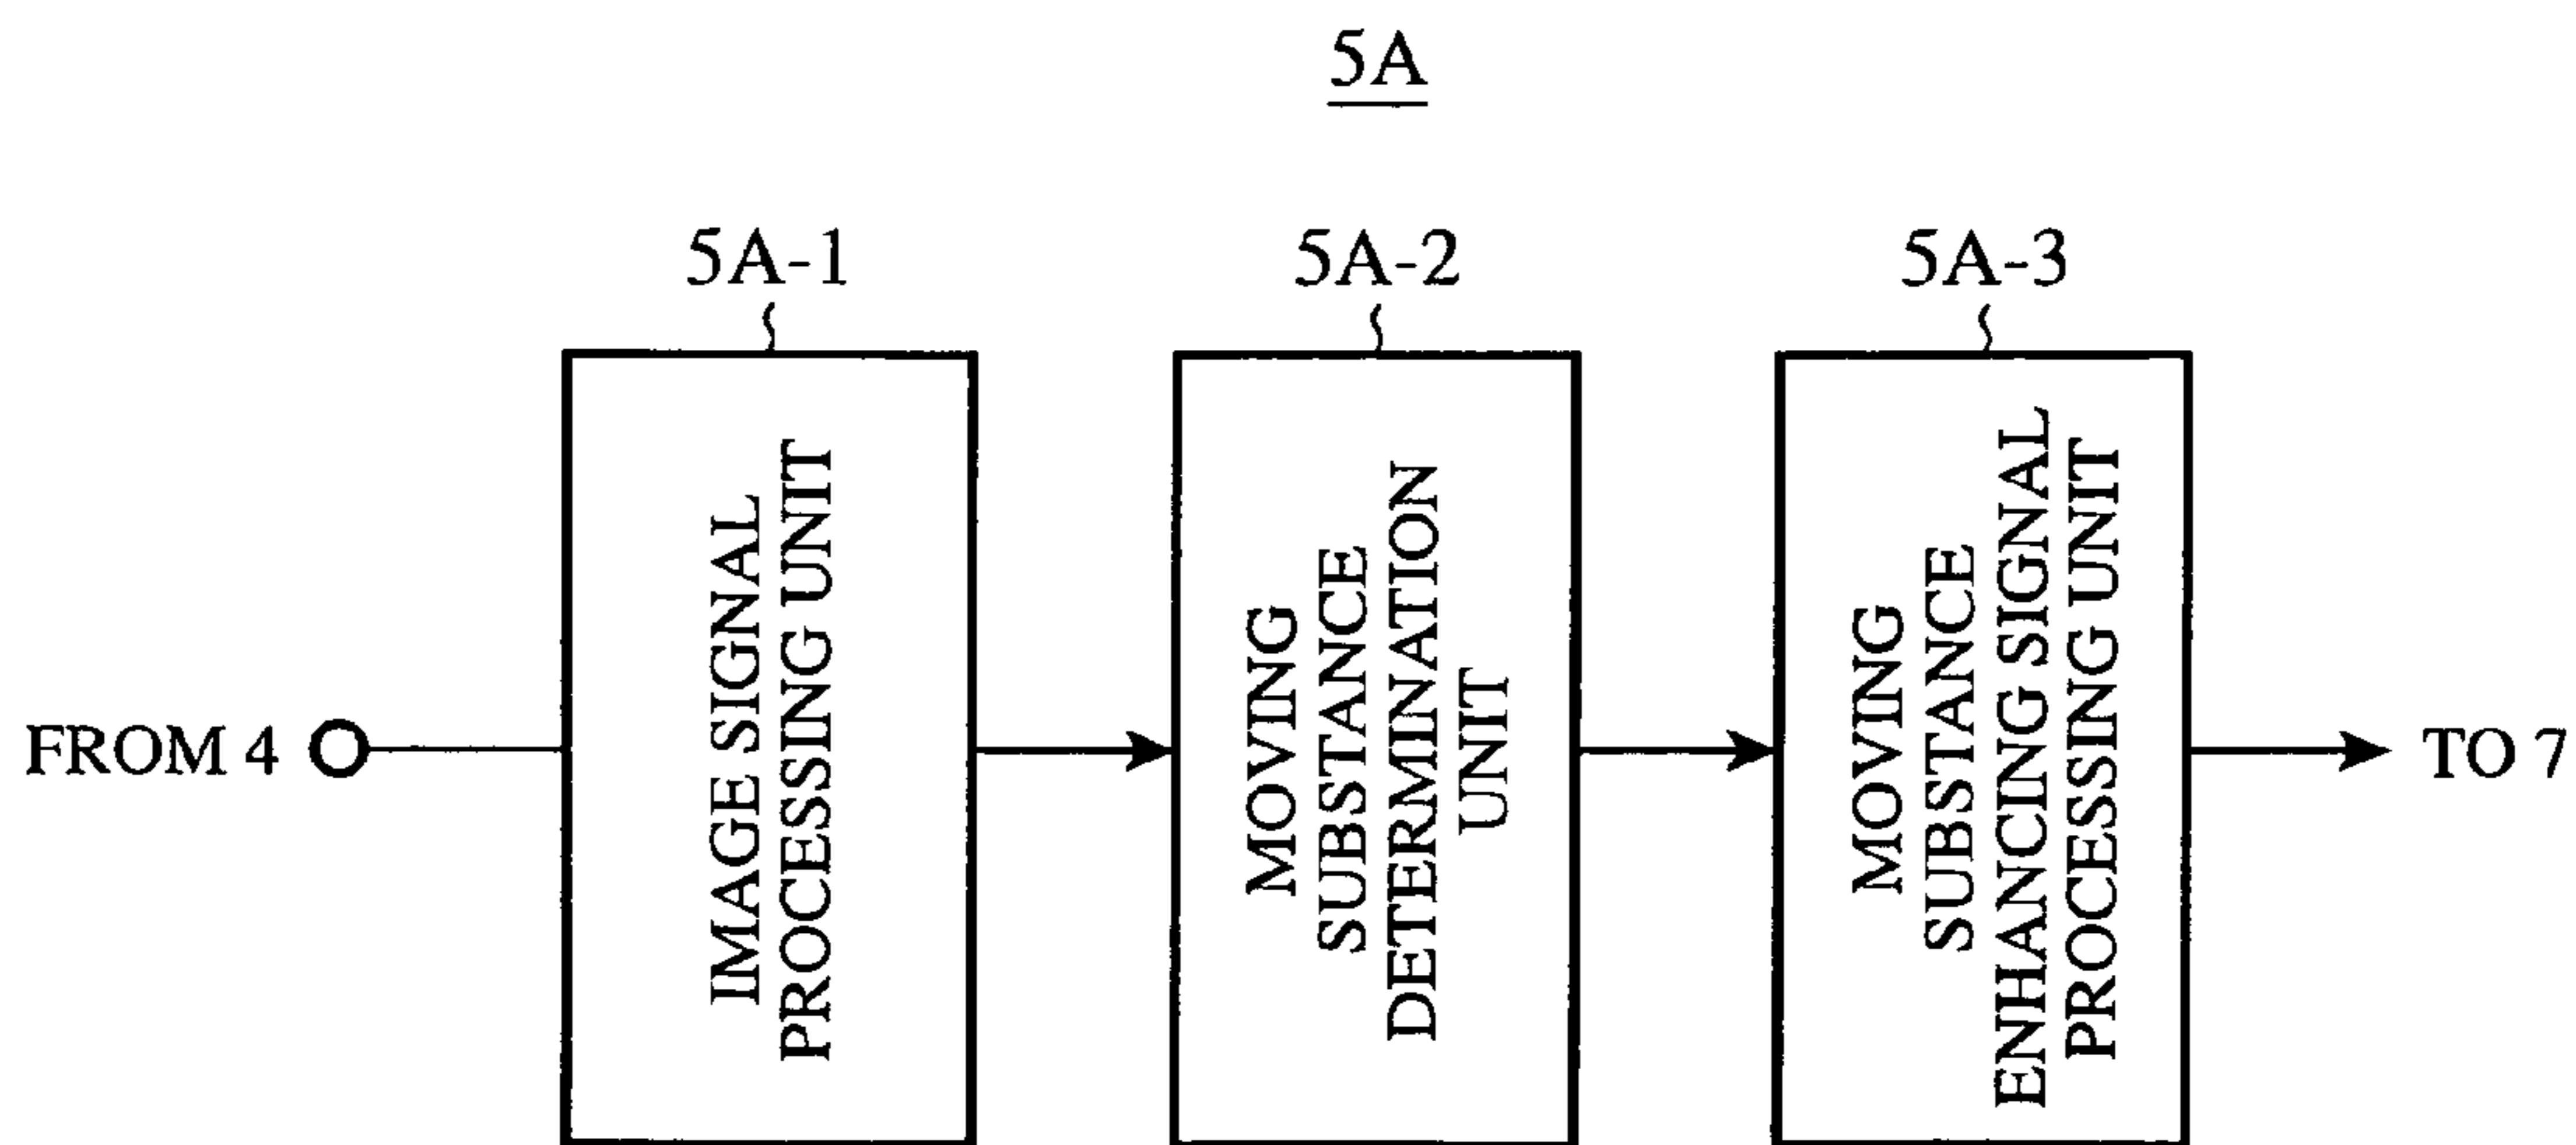 5A
5A-1
5A-2
5A-3
FROM 4
IMAGE SIGNAL
PROCESSING UNIT
MOVING
SUBSTANCE
DETERMINATION
UNIT
MOVING
SUBSTANCE
ENHANCING SIGNAL
PROCESSING UNIT
TO 7